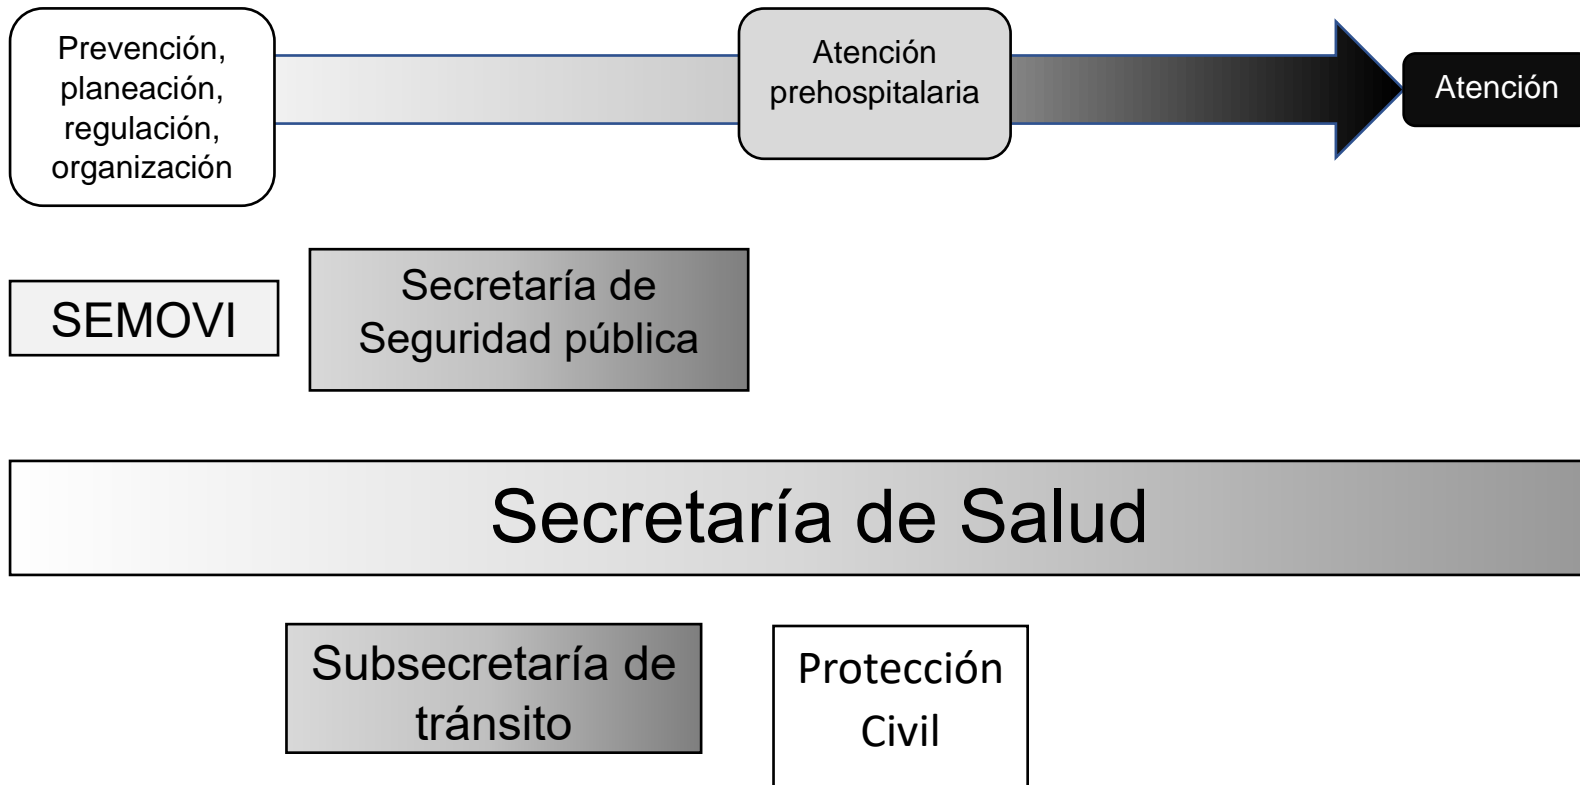 Prevención,
planeación,
regulación,
organización
Atención
prehospitalaria
Atención
SEMOVI
Secretaría de
Seguridad pública
Secretaría de Salud
Subsecretaría de
tránsito
Protección
Civil